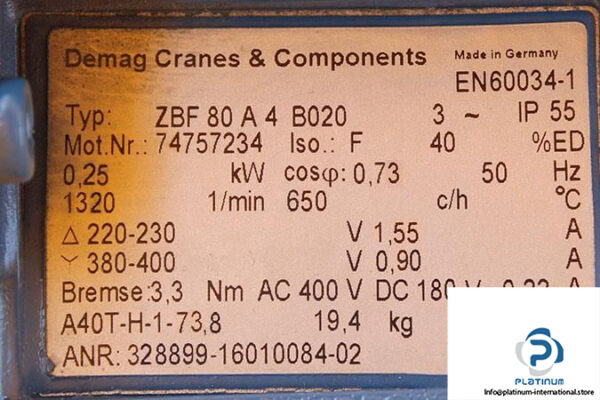 Demag Cranes & Components Made in Germany
EN60034-1
Typ: ZBF 80 A 4 B020 3 ~ IP 55
Mot.Nr.: 74757234 Iso.: F 40 %ED
0,25 kW cosφ: 0,73 50 Hz
1320 1/min 650 c/h °C
Δ 220-230 V 1,55 A
Y 380-400 V 0,90 A
Bremse:3,3 Nm AC 400 V DC 180 V
A40T-H-1-73,8 19,4 kg
ANR: 328899-16010084-02
PLATINUM
Info@platinum-international.store